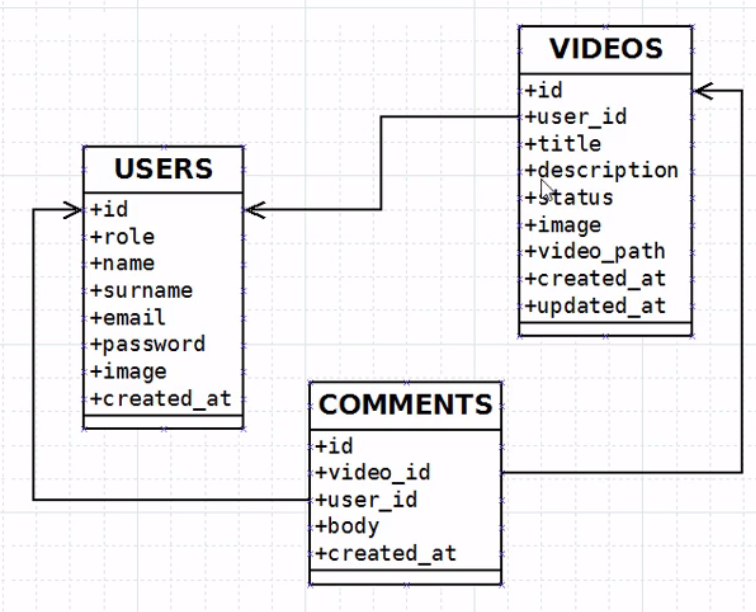 VIDEOS
+id
+user_id
+title
+description
+status
+image
+video_path
+created_at
+updated_at
USERS
+id
+role
+name
+surname
+email
+password
+image
+created_at
COMMENTS
+id
+video_id
+user_id
+body
+created_at